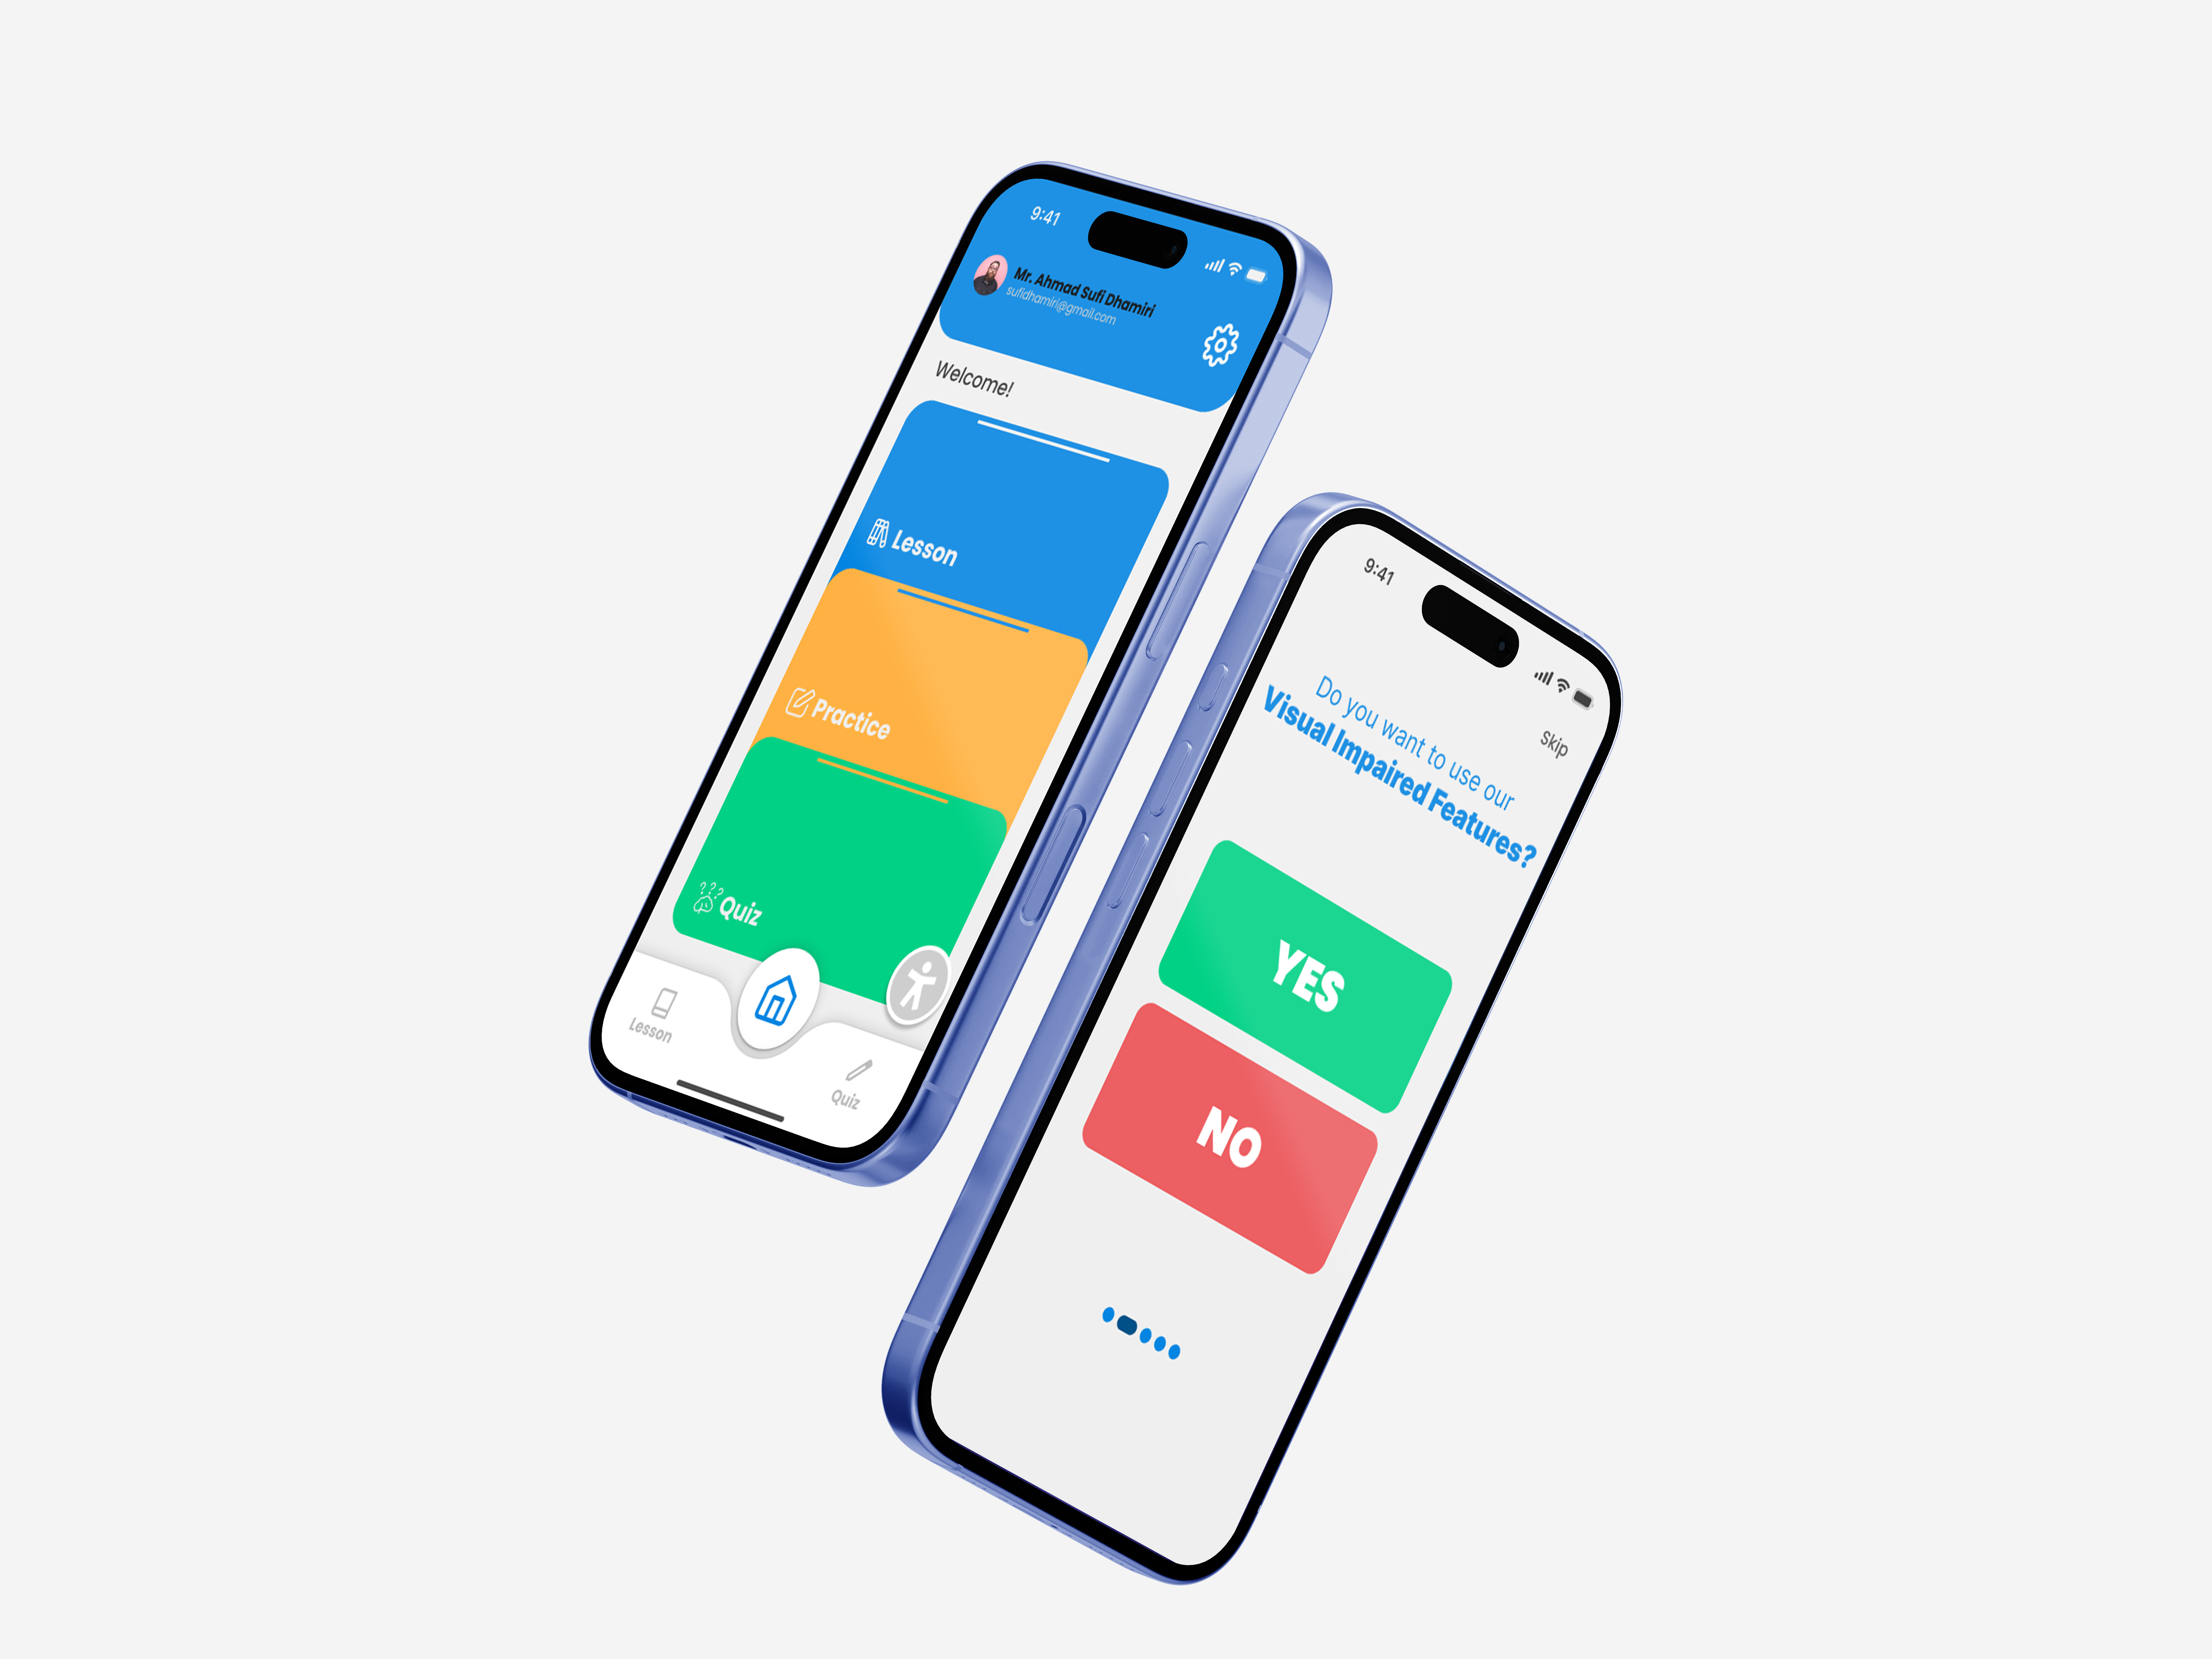 9:41
Mr. Ahmad Sufi Dhamiri
sufidhamiri@gmail.com
Welcome!
Lesson
Practice
Quiz
Lesson
Quiz
9:41
Skip
Do you want to use our
Visual Impaired Features?
YES
NO